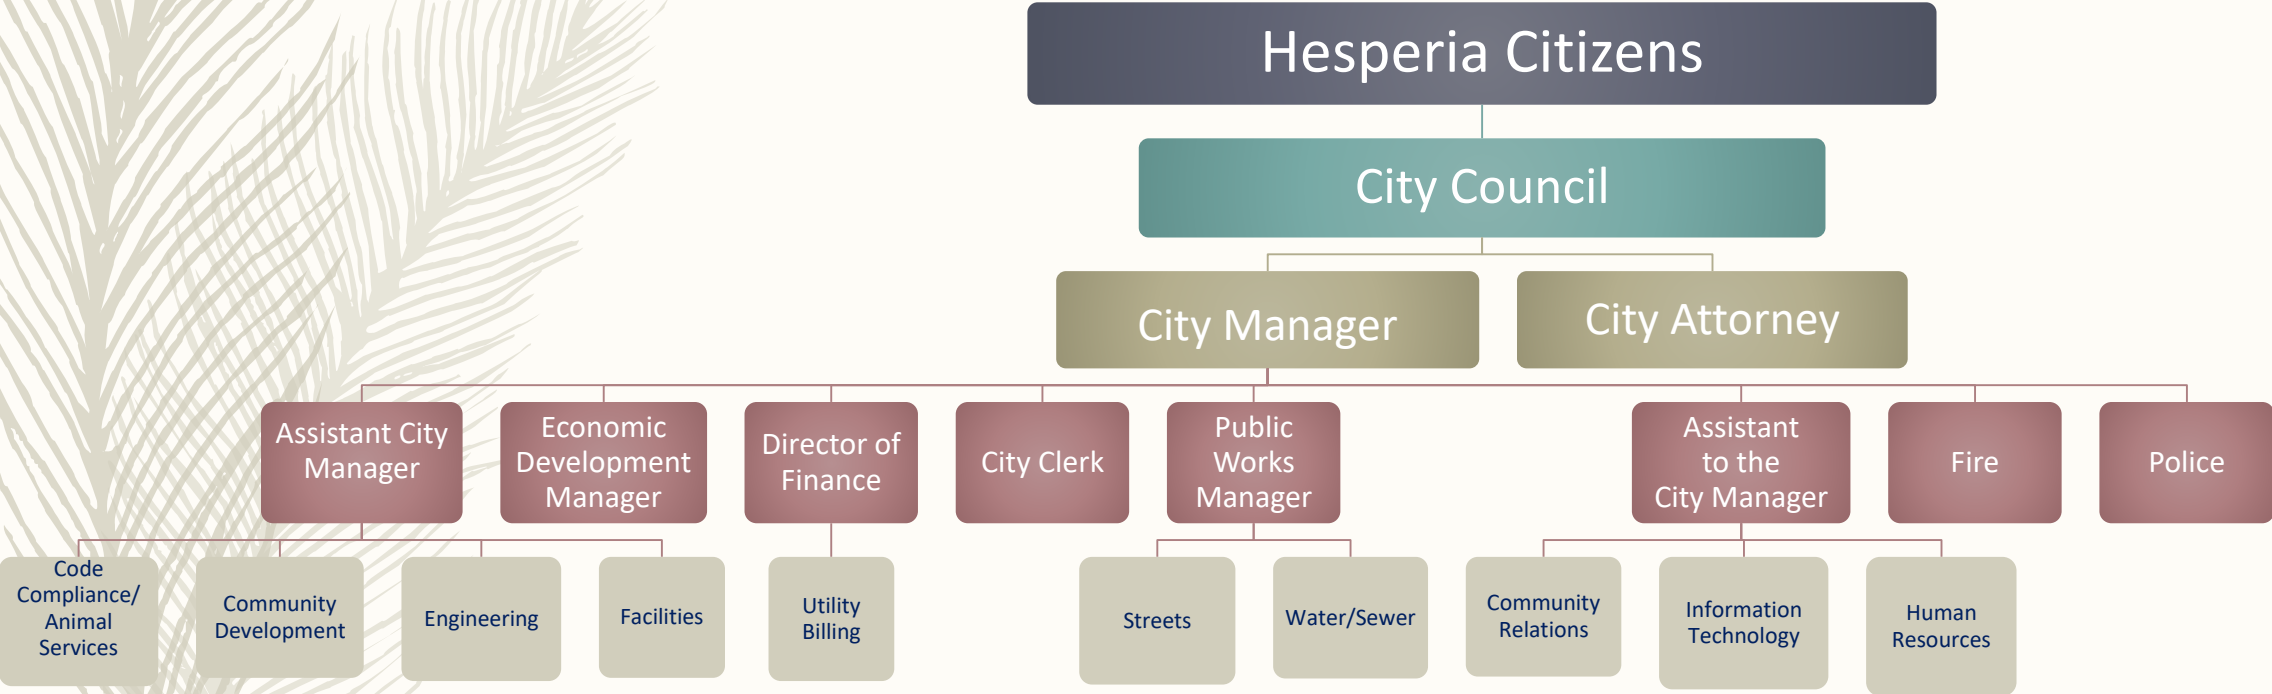 Hesperia Citizens
City Council
City Manager
City Attorney
Assistant City
Manager
Economic
Development
Manager
Director of
Finance
City Clerk
Public
Works
Manager
Assistant
to the
City Manager
Fire
Police
Code
Compliance/
Animal
Services
Community
Development
Engineering
Facilities
Utility
Billing
Streets
Water/Sewer
Community
Relations
Information
Technology
Human
Resources